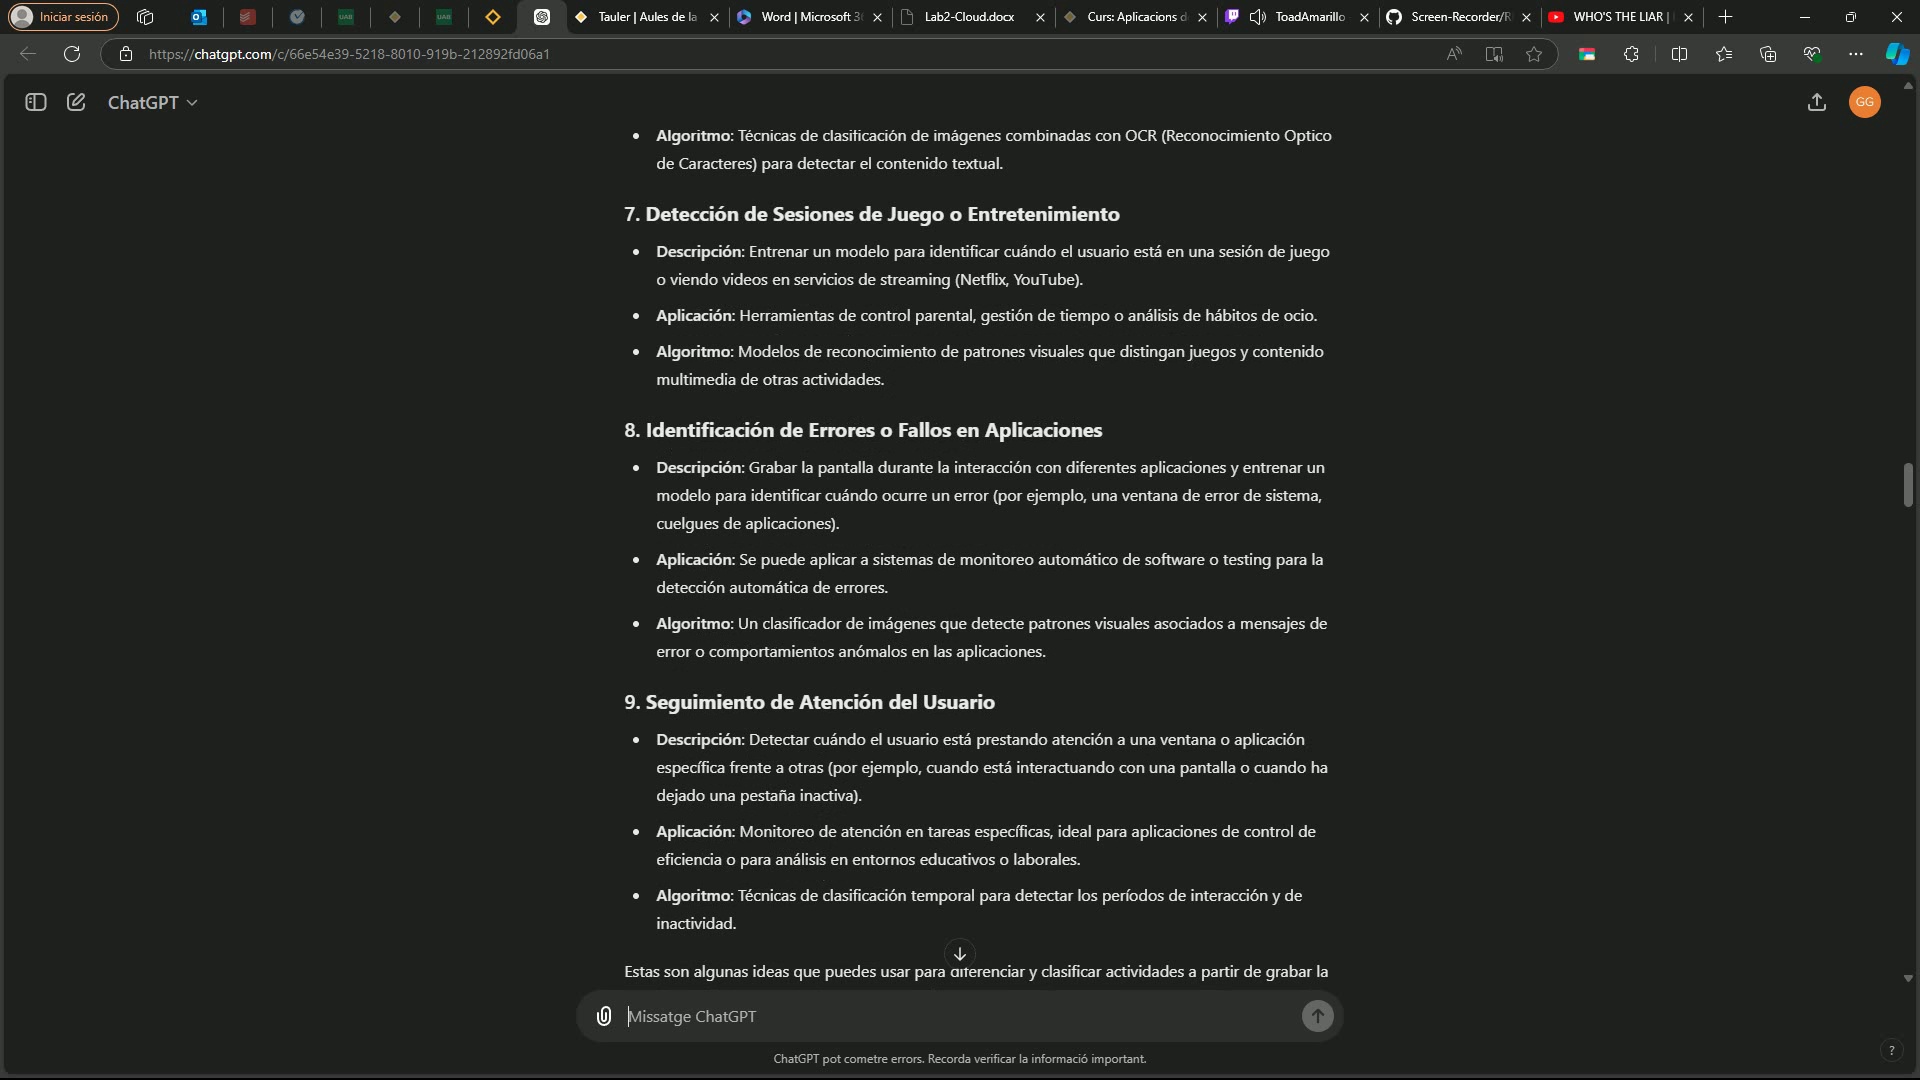 Iniciar sesión
UAB
UAB
Tauler | Aules de la
Word | Microsoft 3
Lab2-Cloud.docx
Curs: Aplicacions d
ToadAmarillo
Screen-Recorder/R
WHO'S THE LIAR |
https://chatgpt.com/c/66e54e39-5218-8010-919b-212892fd06a1
ChatGPT
GG
• Algoritmo: Técnicas de clasificación de imágenes combinadas con OCR (Reconocimiento Optico
de Caracteres) para detectar el contenido textual.
7. Detección de Sesiones de Juego o Entretenimiento
• Descripción: Entrenar un modelo para identificar cuándo el usuario está en una sesión de juego
o viendo videos en servicios de streaming (Netflix, YouTube).
• Aplicación: Herramientas de control parental, gestión de tiempo o análisis de hábitos de ocio.
• Algoritmo: Modelos de reconocimiento de patrones visuales que distingan juegos y contenido
multimedia de otras actividades.
8. Identificación de Errores o Fallos en Aplicaciones
• Descripción: Grabar la pantalla durante la interacción con diferentes aplicaciones y entrenar un
modelo para identificar cuándo ocurre un error (por ejemplo, una ventana de error de sistema,
cuelgues de aplicaciones).
• Aplicación: Se puede aplicar a sistemas de monitoreo automático de software o testing para la
detección automática de errores.
• Algoritmo: Un clasificador de imágenes que detecte patrones visuales asociados a mensajes de
error o comportamientos anómalos en las aplicaciones.
9. Seguimiento de Atención del Usuario
• Descripción: Detectar cuándo el usuario está prestando atención a una ventana o aplicación
específica frente a otras (por ejemplo, cuando está interactuando con una pantalla o cuando ha
dejado una pestaña inactiva).
• Aplicación: Monitoreo de atención en tareas específicas, ideal para aplicaciones de control de
eficiencia o para análisis en entornos educativos o laborales.
• Algoritmo: Técnicas de clasificación temporal para detectar los períodos de interacción y de
inactividad.
Estas son algunas ideas que puedes usar para diferenciar y clasificar actividades a partir de grabar la
Missatge ChatGPT
ChatGPT pot cometre errors. Recorda verificar la informació important.
?